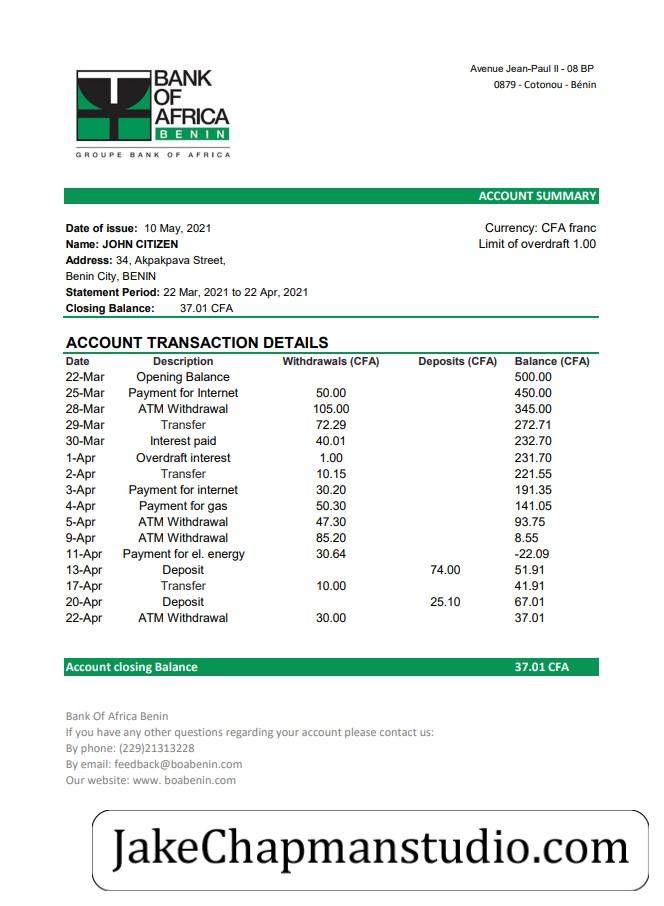 BANK
OF
AFRICA
BENIN
GROUPE BANK OF AFRICA
Avenue Jean-Paul II - 08 BP
0879 - Cotonou - Bénin
ACCOUNT SUMMARY
Date of issue: 10 May, 2021
Name: JOHN CITIZEN
Address: 34, Akpakpava Street,
Benin City, BENIN
Statement Period: 22 Mar, 2021 to 22 Apr, 2021
Closing Balance: 37.01 CFA
Currency: CFA franc
Limit of overdraft 1.00
ACCOUNT TRANSACTION DETAILS
Date Description Withdrawals (CFA) Deposits (CFA) Balance (CFA)
22-Mar Opening Balance 500.00
25-Mar Payment for Internet 50.00 450.00
28-Mar ATM Withdrawal 105.00 345.00
29-Mar Transfer 72.29 272.71
30-Mar Interest paid 40.01 232.70
1-Apr Overdraft interest 1.00 231.70
2-Apr Transfer 10.15 221.55
3-Apr Payment for internet 30.20 191.35
4-Apr Payment for gas 50.30 141.05
5-Apr ATM Withdrawal 47.30 93.75
9-Apr ATM Withdrawal 85.20 8.55
11-Apr Payment for el. energy 30.64 -22.09
13-Apr Deposit 74.00 51.91
17-Apr Transfer 10.00 41.91
20-Apr Deposit 25.10 67.01
22-Apr ATM Withdrawal 30.00 37.01
Account closing Balance 37.01 CFA
Bank Of Africa Benin
If you have any other questions regarding your account please contact us:
By phone: (229)21313228
By email: feedback@boabenin.com
Our website: www. boabenin.com
JakeChapmanstudio.com